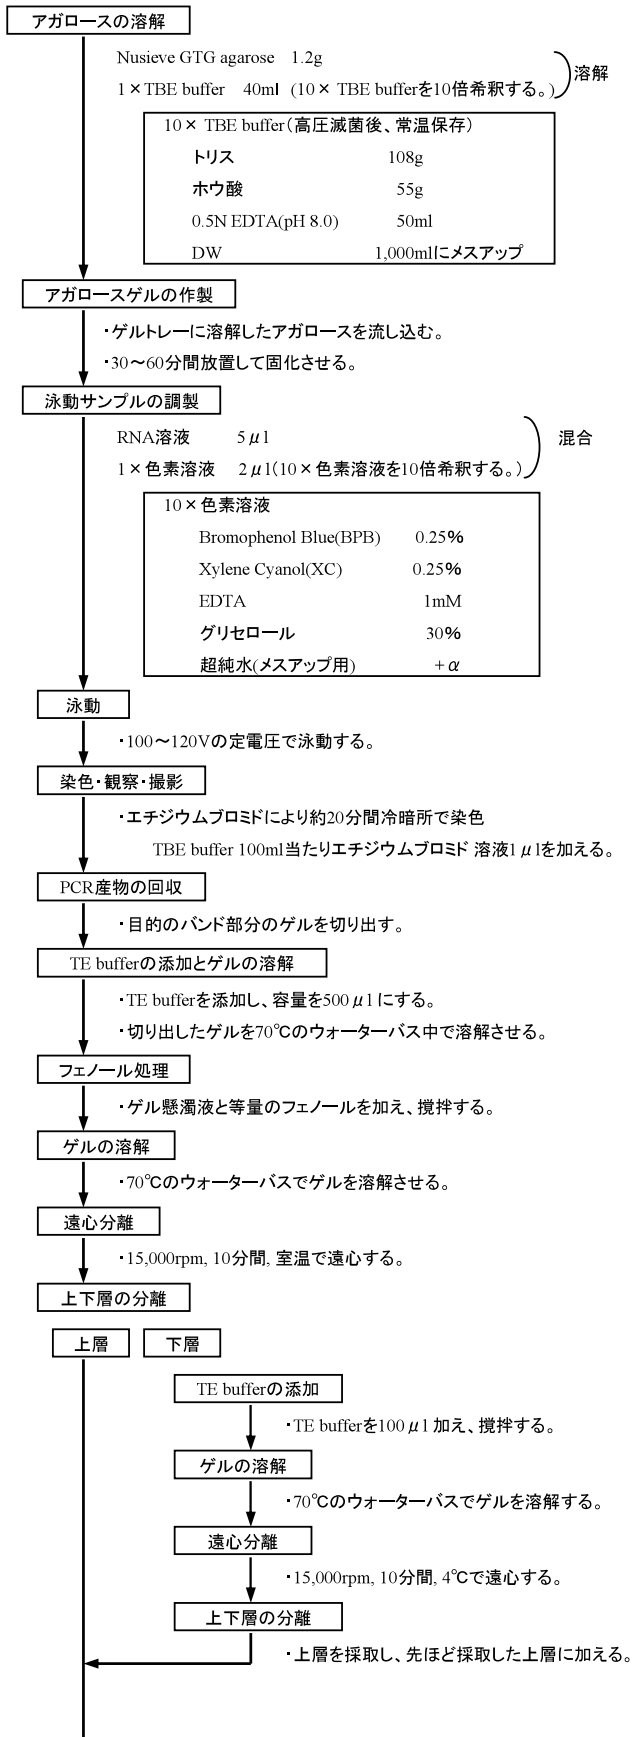 アガロースの溶解
Nusieve GTG agarose 1.2g
1×TBE buffer 40ml (10× TBE bufferを10倍希釈する。)
溶解
10× TBE buffer(高圧滅菌後、常温保存)
トリス 108g
ホウ酸 55g
0.5N EDTA(pH 8.0) 50ml
DW 1,000mlにメスアップ
アガロースゲルの作製
・ゲルトレーに溶解したアガロースを流し込む。
・30～60分間放置して固化させる。
泳動サンプルの調製
RNA溶液 5μl
混合
1×色素溶液 2μl(10×色素溶液を10倍希釈する。)
10×色素溶液
Bromophenol Blue(BPB) 0.25%
Xylene Cyanol(XC) 0.25%
EDTA 1mM
グリセロール 30%
超純水(メスアップ用) +α
泳動
・100～120Vの定電圧で泳動する。
染色・観察・撮影
・エチジウムブロミドにより約20分間冷暗所で染色
TBE buffer 100ml当たりエチジウムブロミド 溶液1μlを加える。
PCR産物の回収
・目的のバンド部分のゲルを切り出す。
TE bufferの添加とゲルの溶解
・TE bufferを添加し、容量を500μlにする。
・切り出したゲルを70℃のウォーターバス中で溶解させる。
フェノール処理
・ゲル懸濁液と等量のフェノールを加え、攪拌する。
ゲルの溶解
・70℃のウォーターバスでゲルを溶解させる。
遠心分離
・15,000rpm, 10分間, 室温で遠心する。
上下層の分離
上層 下層
TE bufferの添加
・TE bufferを100μl加え、攪拌する。
ゲルの溶解
・70℃のウォーターバスでゲルを溶解する。
遠心分離
・15,000rpm, 10分間, 4℃で遠心する。
上下層の分離
・上層を採取し、先ほど採取した上層に加える。